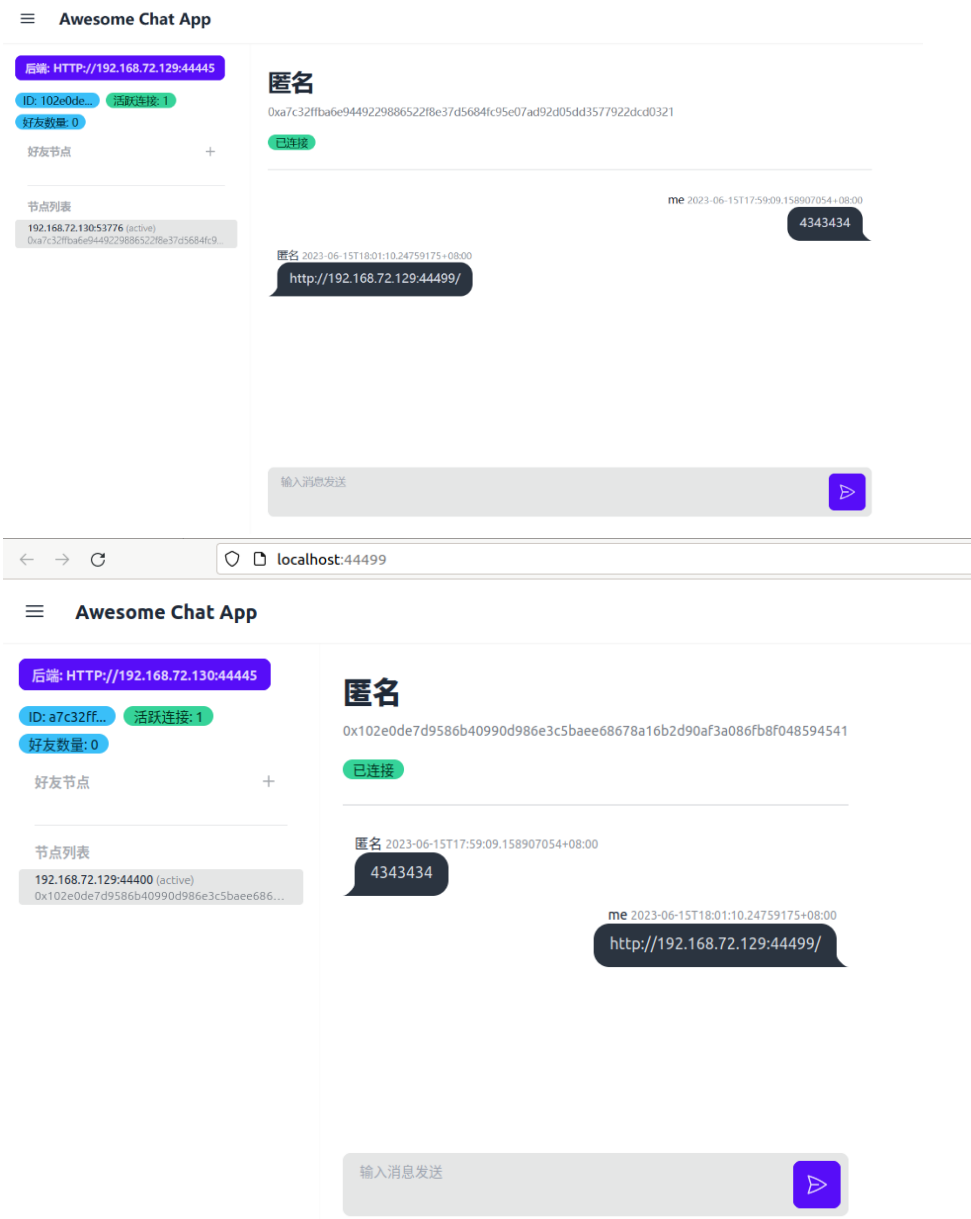 Awesome Chat App
后端: HTTP://192.168.72.129:44445
ID: 102e0de... 活跃连接: 1
好友数量: 0
好友节点
节点列表
192.168.72.130:53776 (active)
0xa7c32ffba6e9449229886522f8e37d5684fc9...
匿名
0xa7c32ffba6e9449229886522f8e37d5684fc95e07ad92d05dd3577922dcd0321
已连接
me 2023-06-15T17:59:09.158907054+08:00
4343434
匿名 2023-06-15T18:01:10.24759175+08:00
http://192.168.72.129:44499/
输入消息发送
localhost:44499
Awesome Chat App
后端: HTTP://192.168.72.130:44445
ID: a7c32ff... 活跃连接: 1
好友数量: 0
好友节点
节点列表
192.168.72.129:44400 (active)
0x102e0de7d9586b40990d986e3c5baee686...
匿名
0x102e0de7d9586b40990d986e3c5baee68678a16b2d90af3a086fb8f048594541
已连接
匿名 2023-06-15T17:59:09.158907054+08:00
4343434
me 2023-06-15T18:01:10.24759175+08:00
http://192.168.72.129:44499/
输入消息发送